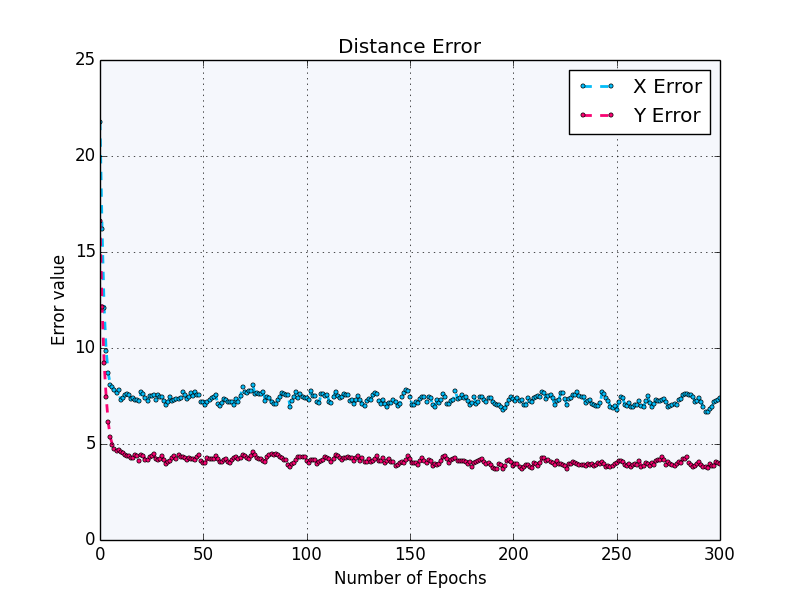 Distance Error
X Error
Y Error
Error value
25
20
15
10
5
0
0 50 100 150 200 250 300
Number of Epochs